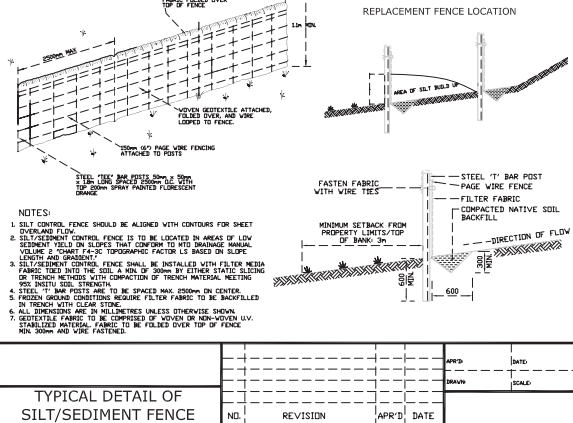 FABRIC FOLDED OVER
TOP OF FENCE
REPLACEMENT FENCE LOCATION
2500mm MAX
1.1m MIN.
AREA OF SILT BUILD UP
WOVEN GEOTEXTILE ATTACHED,
FOLDED OVER, AND WIRE
LOOPED TO FENCE.
150mm (6") PAGE WIRE FENCING
ATTACHED TO POSTS
STEEL 'TEE' BAR POSTS 50mm x 50mm
x 1.8m LONG SPACED 2500mm O.C. WITH
TOP 200mm SPRAY PAINTED FLORESCENT
ORANGE
FASTEN FABRIC
WITH WIRE TIES
STEEL 'T' BAR POST
PAGE WIRE FENCE
FILTER FABRIC
COMPACTED NATIVE SOIL
BACKFILL
MINIMUM SETBACK FROM
PROPERTY LIMITS/TOP
OF BANK: 3m
DIRECTION OF FLOW
600
MIN.
300
MIN.
600
NOTES:
1. SILT CONTROL FENCE SHOULD BE ALIGNED WITH CONTOURS FOR SHEET
OVERLAND FLOW.
2. SILT/SEDIMENT CONTROL FENCE IS TO BE LOCATED IN AREAS OF LOW
SEDIMENT YIELD ON SLOPES THAT CONFORM TO MTO DRAINAGE MANUAL
VOLUME 2 "CHART F4-3C TOPOGRAPHIC FACTOR LS BASED ON SLOPE
LENGTH AND GRADIENT."
3. SILT/SEDIMENT CONTROL FENCE SHALL BE INSTALLED WITH FILTER MEDIA
FABRIC TOED INTO THE SOIL A MIN. OF 300mm BY EITHER STATIC SLICING
OR TRENCH METHODS WITH COMPACTION OF TRENCH MATERIAL MEETING
95% INSITU SOIL STRENGTH.
4. STEEL 'T' BAR POSTS ARE TO BE SPACED MAX. 2500mm ON CENTER.
5. FROZEN GROUND CONDITIONS REQUIRE FILTER FABRIC TO BE BACKFILLED
IN TRENCH WITH CLEAR STONE.
6. ALL DIMENSIONS ARE IN MILLIMETRES UNLESS OTHERWISE SHOWN.
7. GEOTEXTILE FABRIC TO BE COMPRISED OF WOVEN OR NON-WOVEN U.V.
STABILIZED MATERIAL. FABRIC TO BE FOLDED OVER TOP OF FENCE
MIN. 300mm AND WIRE FASTENED.
TYPICAL DETAIL OF
SILT/SEDIMENT FENCE
NO. REVISION APR'D DATE
APR'D: DATE:
DRAWN: SCALE: